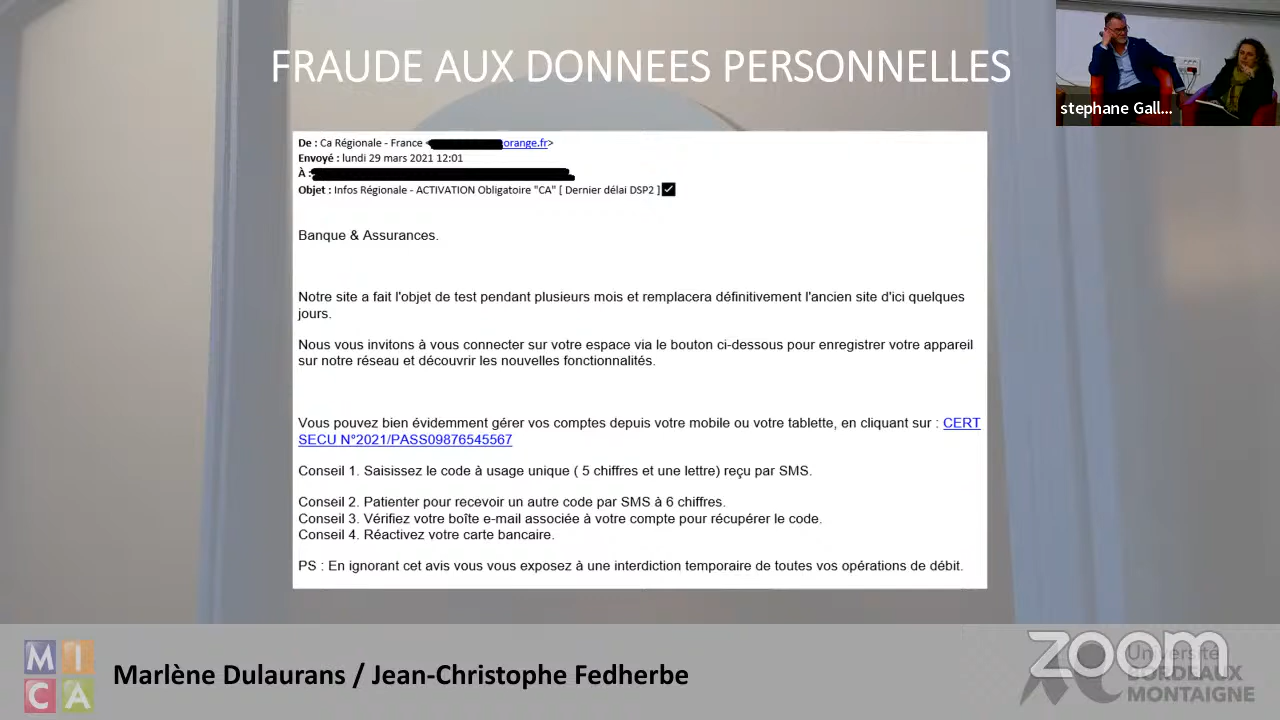 FRAUDE AUX DONNEES PERSONNELLES
stephane Gall...
De : Ca Régionale - France < orange.fr>
Envoyé : lundi 29 mars 2021 12:01
À :
Objet : Infos Régionale - ACTIVATION Obligatoire "CA" [ Dernier délai DSP2 ]
Banque & Assurances.
Notre site a fait l'objet de test pendant plusieurs mois et remplacera définitivement l'ancien site d'ici quelques
jours.
Nous vous invitons à vous connecter sur votre espace via le bouton ci-dessous pour enregistrer votre appareil
sur notre réseau et découvrir les nouvelles fonctionnalités.
Vous pouvez bien évidemment gérer vos comptes depuis votre mobile ou votre tablette, en cliquant sur : CERT
SECU N°2021/PASS09876545567
Conseil 1. Saisissez le code à usage unique ( 5 chiffres et une lettre) reçu par SMS.
Conseil 2. Patienter pour recevoir un autre code par SMS à 6 chiffres.
Conseil 3. Vérifiez votre boîte e-mail associée à votre compte pour récupérer le code.
Conseil 4. Réactivez votre carte bancaire.
PS : En ignorant cet avis vous vous exposez à une interdiction temporaire de toutes vos opérations de débit.
MI
CA
Marlène Dulaurans / Jean-Christophe Fedherbe
zoom
Université
BORDEAUX
MONTAIGNE